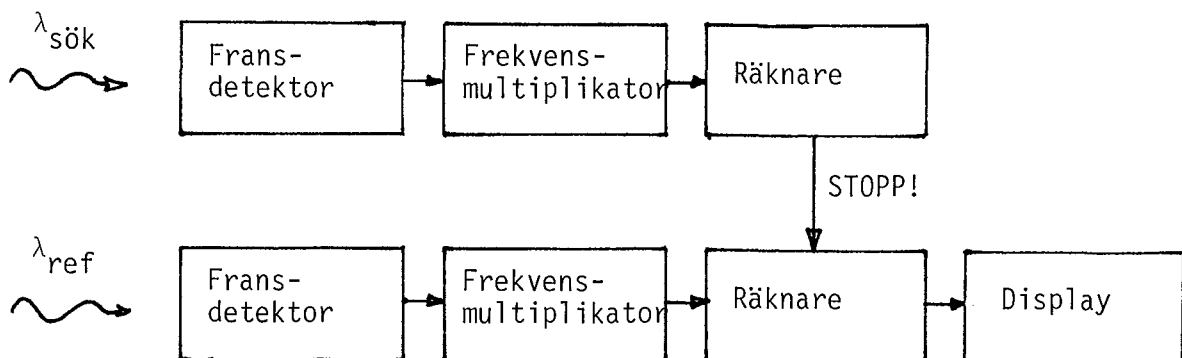 λsök
Frans-
detektor
Frekvens-
multiplikator
Räknare
STOPP!
λref
Frans-
detektor
Frekvens-
multiplikator
Räknare
Display